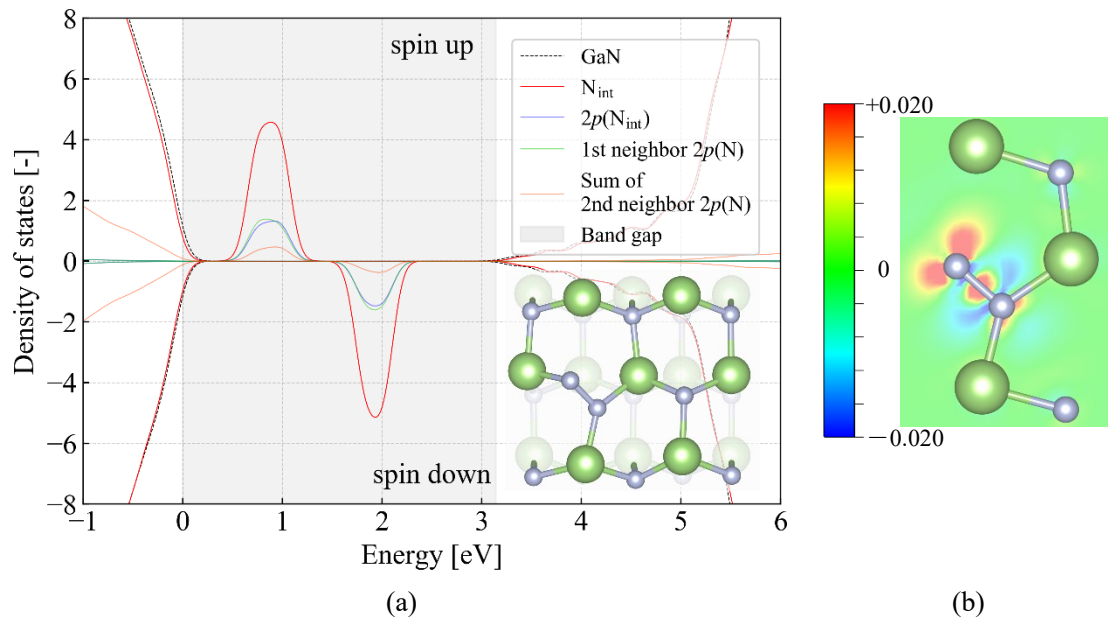 8
6
4
2
0
−2
−4
−6
−8
Density of states [-]
−1
0
1
2
3
4
5
6
Energy [eV]
spin up
spin down
GaN
N_int
2p(N_int)
1st neighbor 2p(N)
Sum of
2nd neighbor 2p(N)
Band gap
(a)
+0.020
0
−0.020
(b)